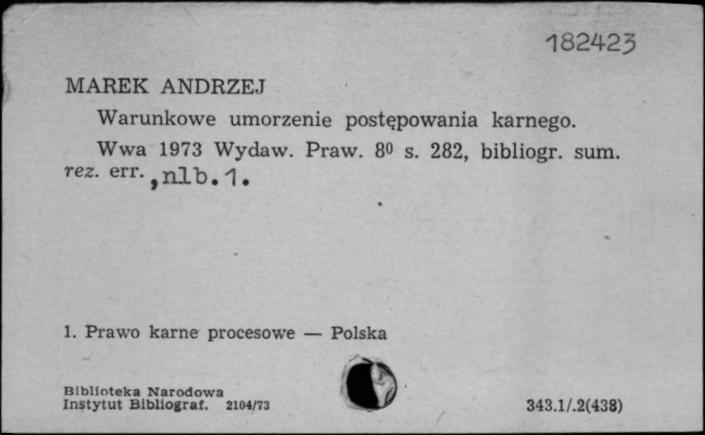 182423
MAREK ANDRZEJ
Warunkowe umorzenie postępowania karnego.
Wwa 1973 Wydaw. Praw. 8⁰ s. 282, bibliogr. sum.
rez. err. ,nlb.1.
1. Prawo karne procesowe — Polska
Biblioteka Narodowa
Instytut Bibliograf. 2104/73
343.1/.2(438)